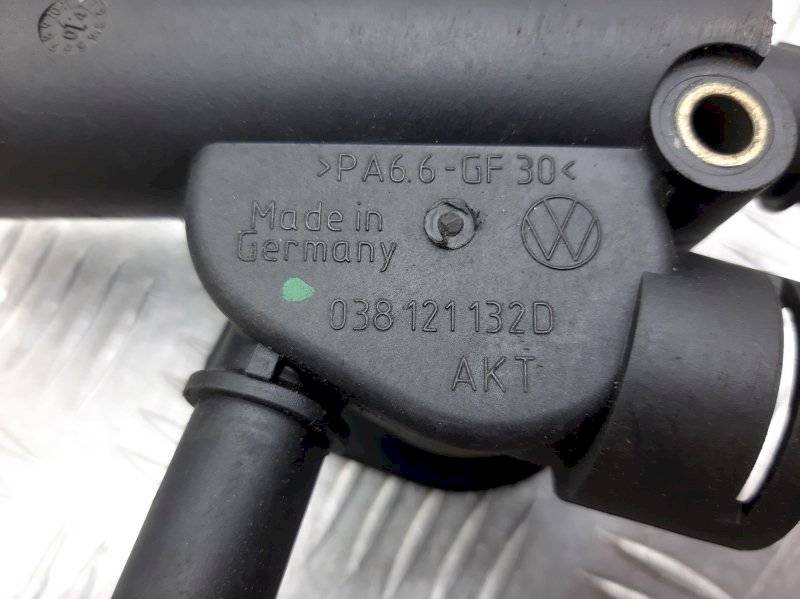 >PA6.6-GF30<
Made in
Germany
038 121 132D
AKT